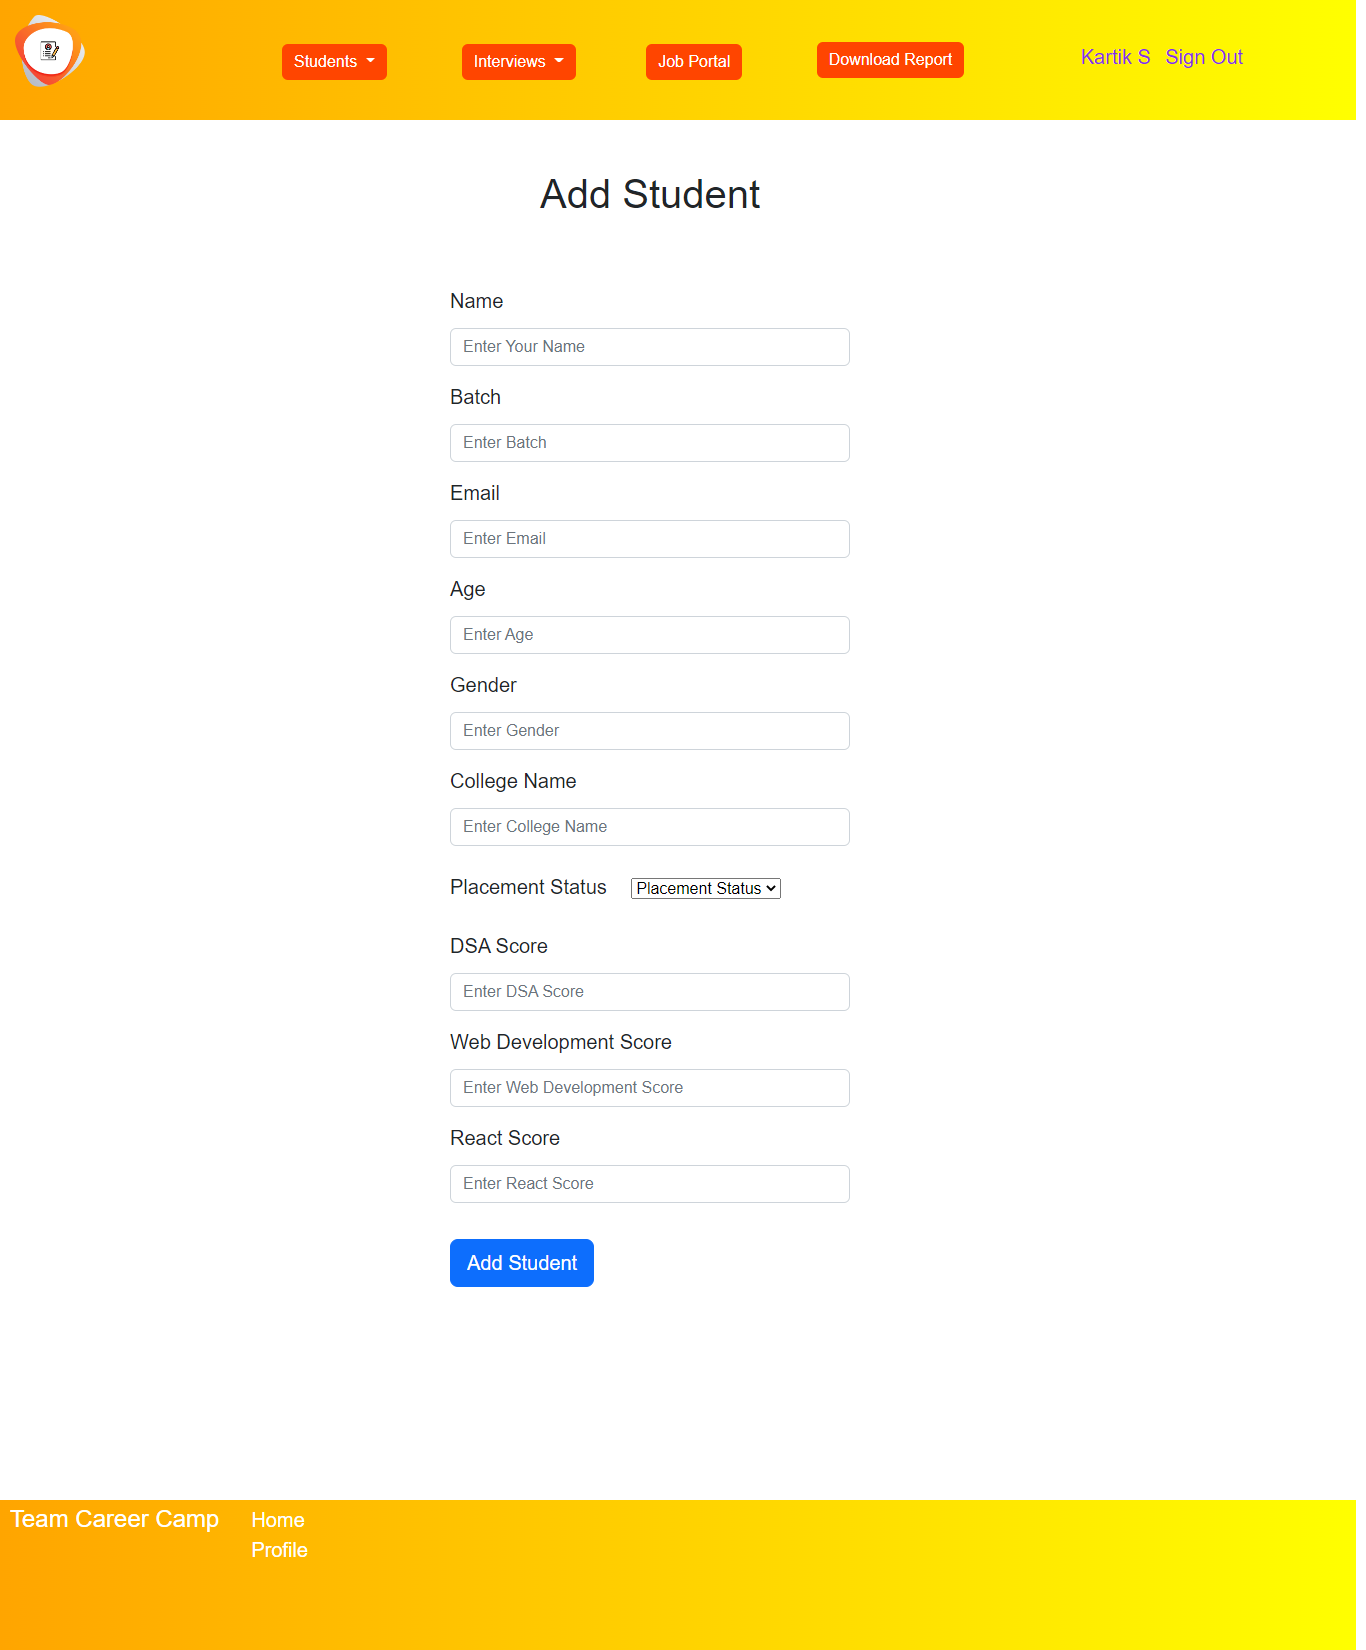 Students
Interviews
Job Portal
Download Report
Kartik S Sign Out
Add Student
Name
Enter Your Name
Batch
Enter Batch
Email
Enter Email
Age
Enter Age
Gender
Enter Gender
College Name
Enter College Name
Placement Status Placement Status
DSA Score
Enter DSA Score
Web Development Score
Enter Web Development Score
React Score
Enter React Score
Add Student
Team Career Camp Home
Profile